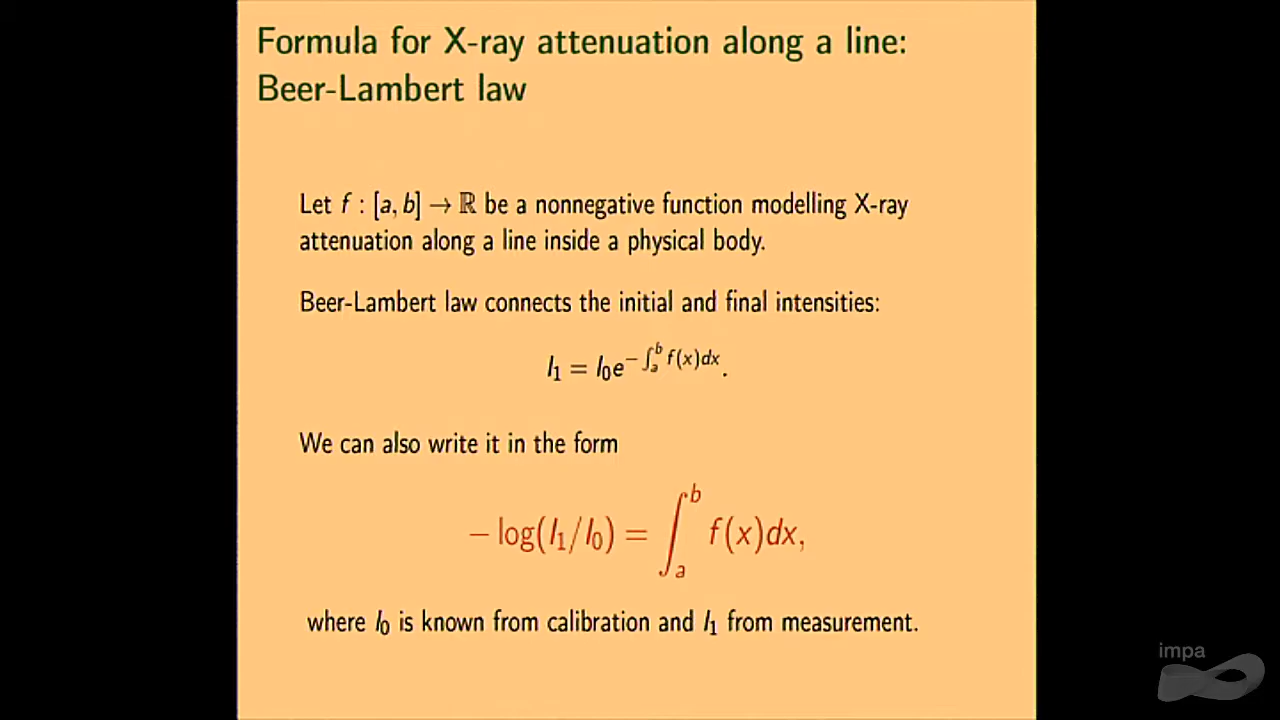 Formula for X-ray attenuation along a line:
Beer-Lambert law
Let f : [a, b] → ℝ be a nonnegative function modelling X-ray
attenuation along a line inside a physical body.
Beer-Lambert law connects the initial and final intensities:
I₁ = I₀e^{−∫ₐᵇ f(x)dx}.
We can also write it in the form
− log(I₁/I₀) = ∫ₐᵇ f(x)dx,
where I₀ is known from calibration and I₁ from measurement.
impa